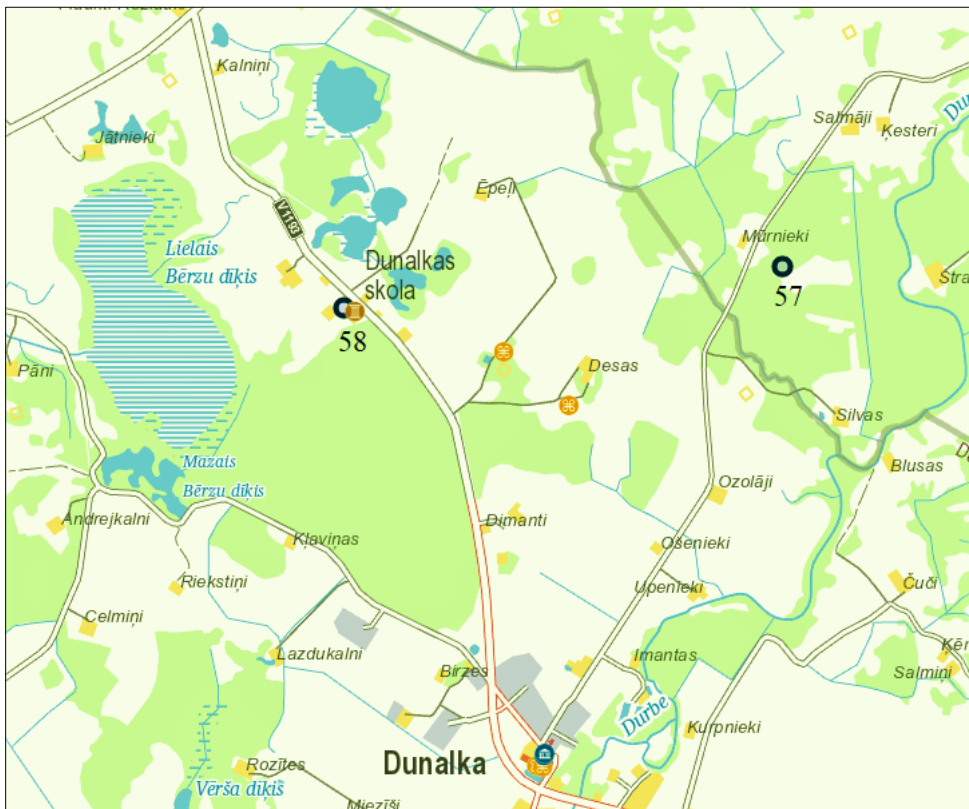 Kalniņi
Jātnieki
Salmāji
Ķesteri
Ēpeļi
V 1193
Lielais
Bērzu dīķis
Dunalkas
skola
Mūrnieki
57
58
Pāni
Desas
Silvas
Mazais
Bērzu dīķis
Blusas
Ozolāji
Andrejkalni
Kļaviņas
Dimanti
Ošenieki
Riekstiņi
Upenieki
Čuči
Celmiņi
Lazdukalni
Birzes
Imantas
Salmiņi
Durbe
Kurpnieki
Dunalka
Rozītes
Vērša dīķis